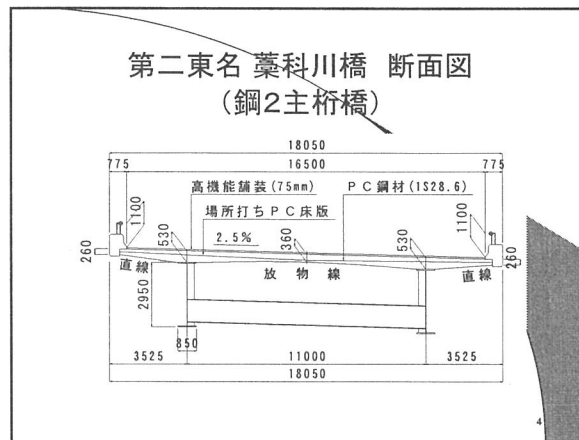 第二東名 藁科川橋 断面図
(鋼2主桁橋)
18050
775 16500 775
高機能舗装(75mm) PC鋼材(1S28.6)
1100 1100
場所打ちPC床版
530 2.5% 360 530
260 直線 放物線 直線 260
2950
850
3525 11000 3525
18050
4